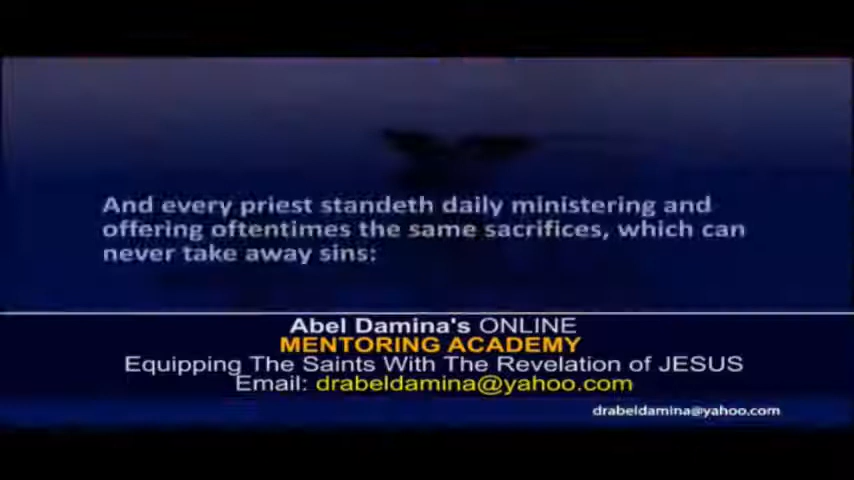 And every priest standeth daily ministering and
offering oftentimes the same sacrifices, which can
never take away sins:
Abel Damina's ONLINE
MENTORING ACADEMY
Equipping The Saints With The Revelation of JESUS
Email: drabeldamina@yahoo.com
drabeldamina@yahoo.com